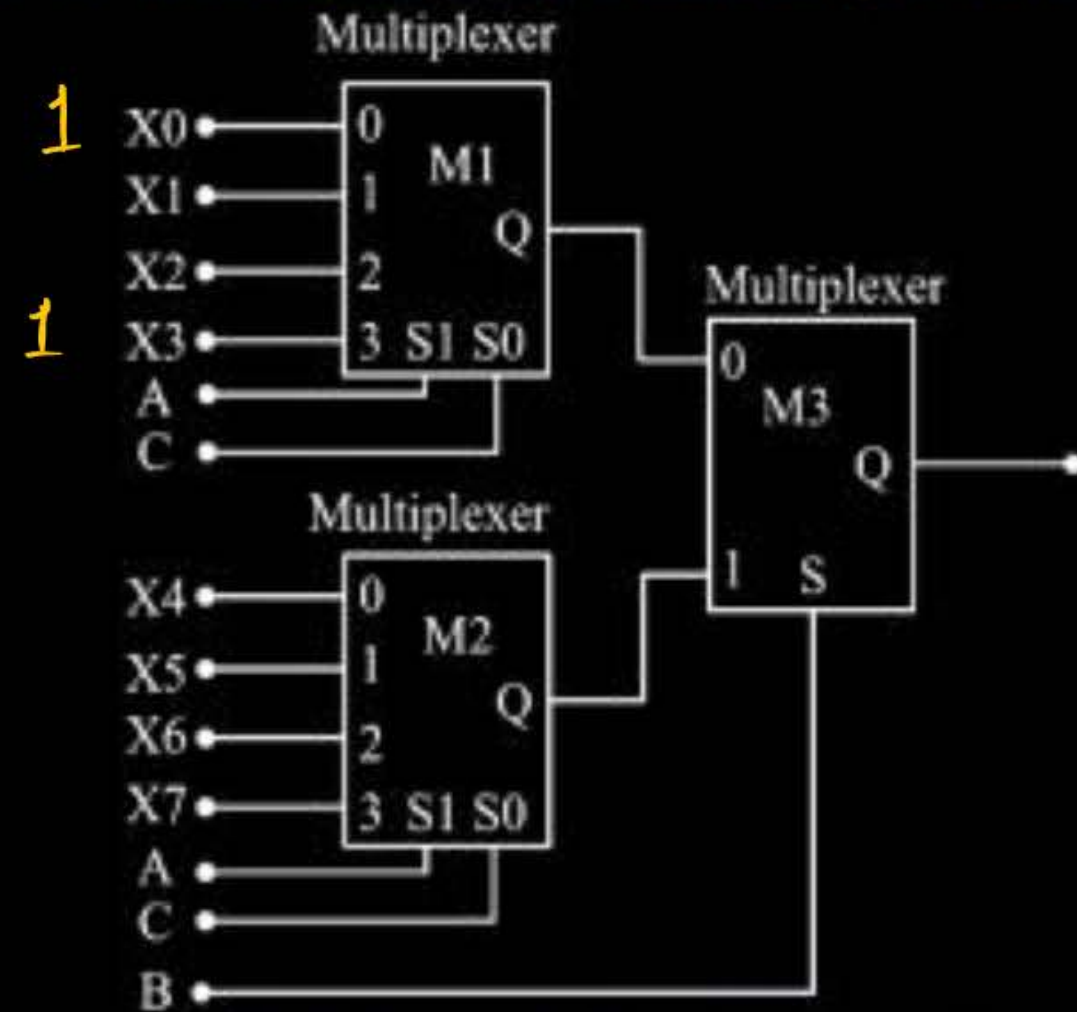 Multiplexer
1 X0 0
M1
X1 1
Q
X2 2
1 X3 3 S1 S0
A
C
Multiplexer
0
M3
Q
1 S
Multiplexer
X4 0
M2
X5 1
Q
X6 2
X7 3 S1 S0
A
C
B